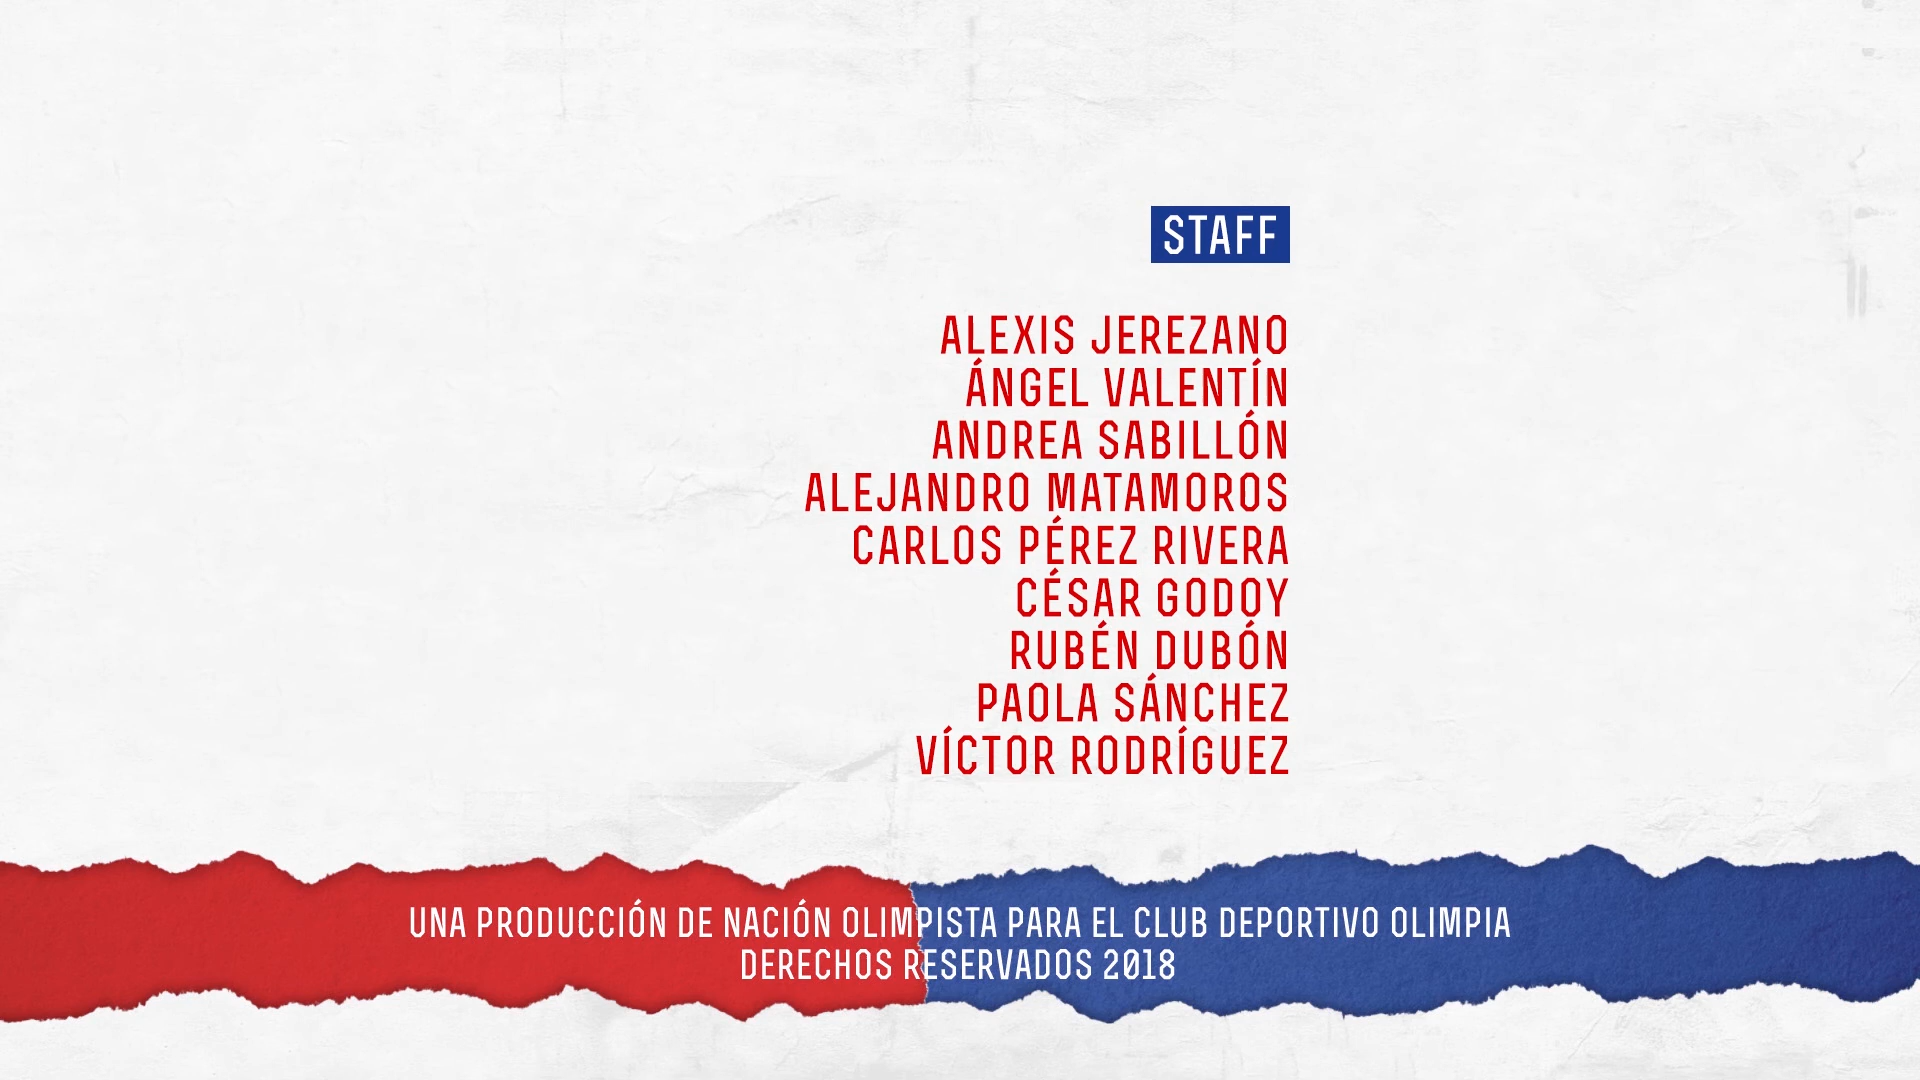 STAFF
ALEXIS JEREZANO
ÁNGEL VALENTÍN
ANDREA SABILLÓN
ALEJANDRO MATAMOROS
CARLOS PÉREZ RIVERA
CÉSAR GODOY
RUBÉN DUBÓN
PAOLA SÁNCHEZ
VÍCTOR RODRÍGUEZ
UNA PRODUCCIÓN DE NACIÓN OLIMPISTA PARA EL CLUB DEPORTIVO OLIMPIA
DERECHOS RESERVADOS 2018